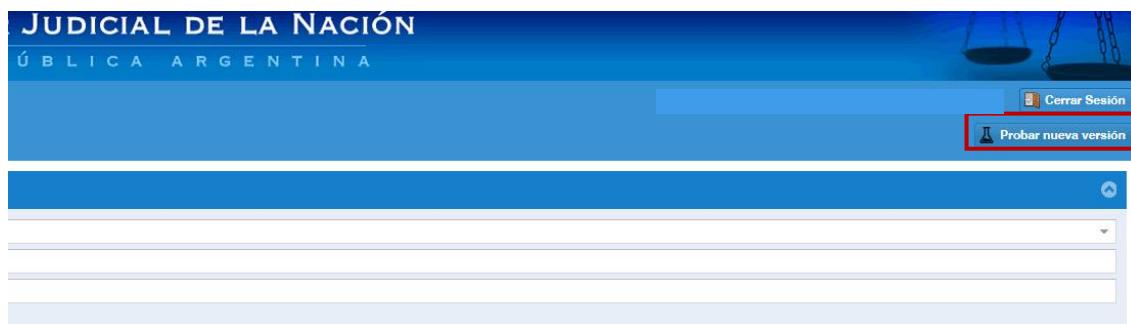 JUDICIAL DE LA NACIÓN
ÚBLICA ARGENTINA
Cerrar Sesión
Probar nueva versión